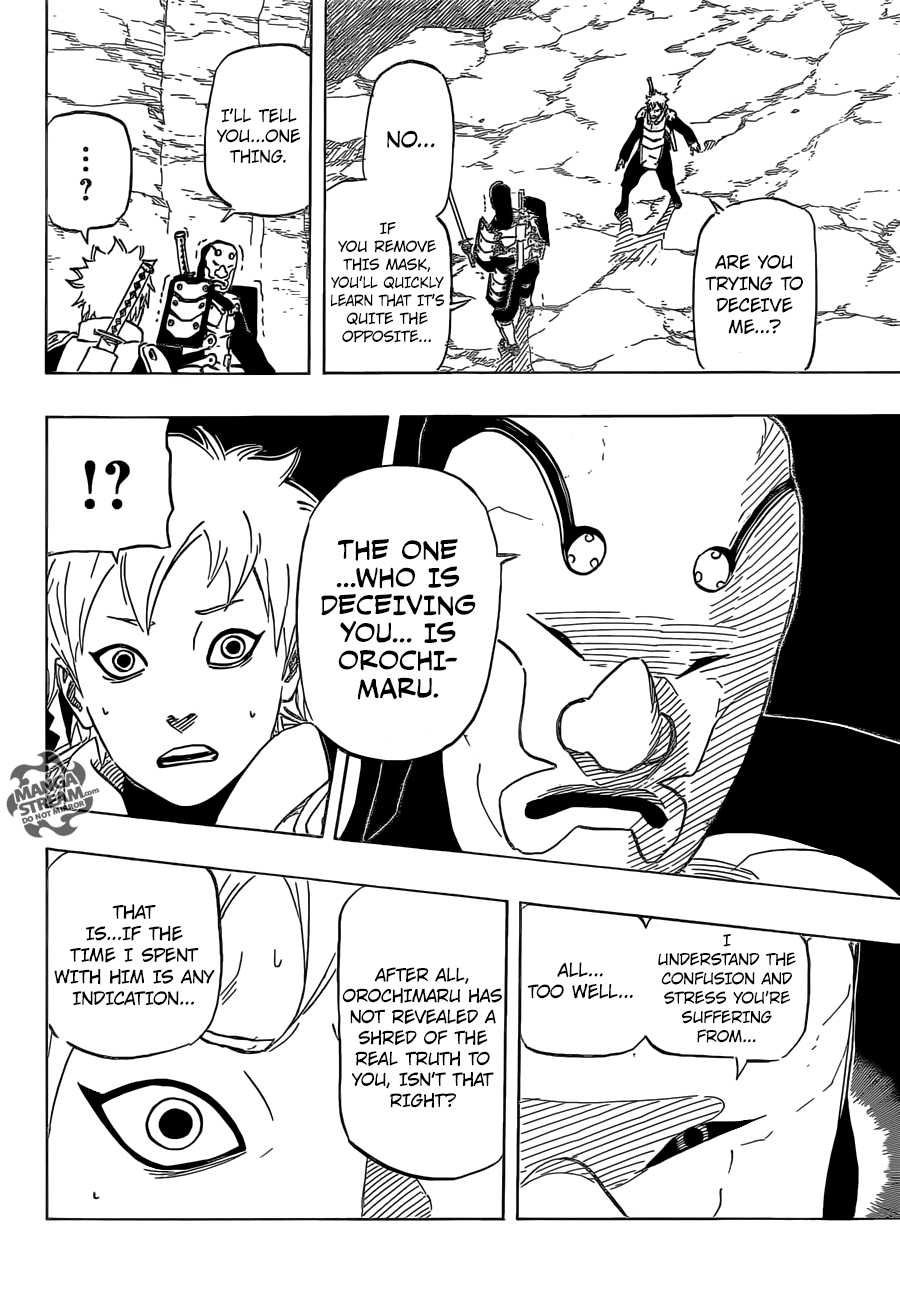 ARE YOU
TRYING TO
DECEIVE
ME...?
NO...
IF
YOU REMOVE
THIS MASK,
YOU'LL QUICKLY
LEARN THAT IT'S
QUITE THE
OPPOSITE...
I'LL TELL
YOU...ONE
THING.
...?
THE ONE
...WHO IS
DECEIVING
YOU... IS
OROCHI-
MARU.
!?
MANGA
STREAM.com
DO NOT MIRROR
I
UNDERSTAND THE
CONFUSION AND
STRESS YOU'RE
SUFFERING
FROM...
ALL...
TOO WELL...
AFTER ALL,
OROCHIMARU HAS
NOT REVEALED A
SHRED OF THE
REAL TRUTH TO
YOU, ISN'T THAT
RIGHT?
THAT
IS...IF THE
TIME I SPENT
WITH HIM IS ANY
INDICATION...